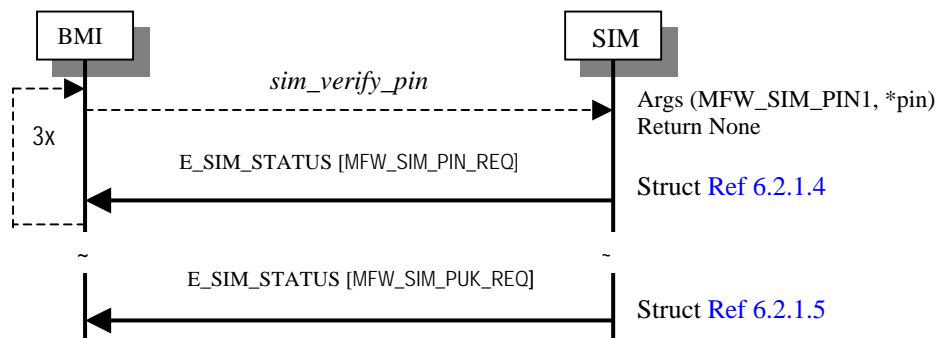 BMI
SIM
sim_verify_pin
Args (MFW_SIM_PIN1, *pin)
Return None
3x
E_SIM_STATUS [MFW_SIM_PIN_REQ]
Struct Ref 6.2.1.4
~ ~
E_SIM_STATUS [MFW_SIM_PUK_REQ]
Struct Ref 6.2.1.5